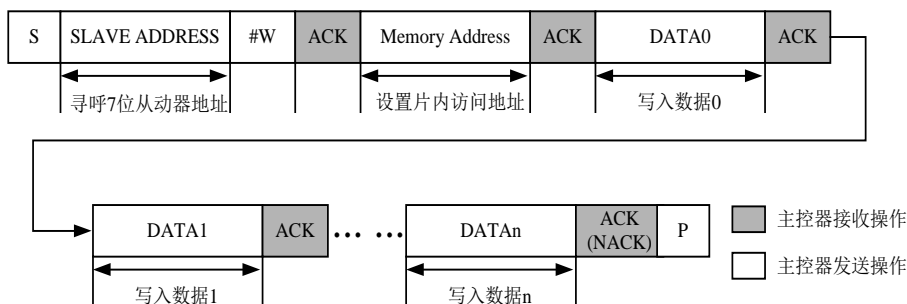 S SLAVE ADDRESS #W ACK Memory Address ACK DATA0 ACK
寻呼7位从动器地址 设置片内访问地址 写入数据0
DATA1 ACK ... ... DATAn ACK (NACK) P
写入数据1 写入数据n
主控器接收操作
主控器发送操作